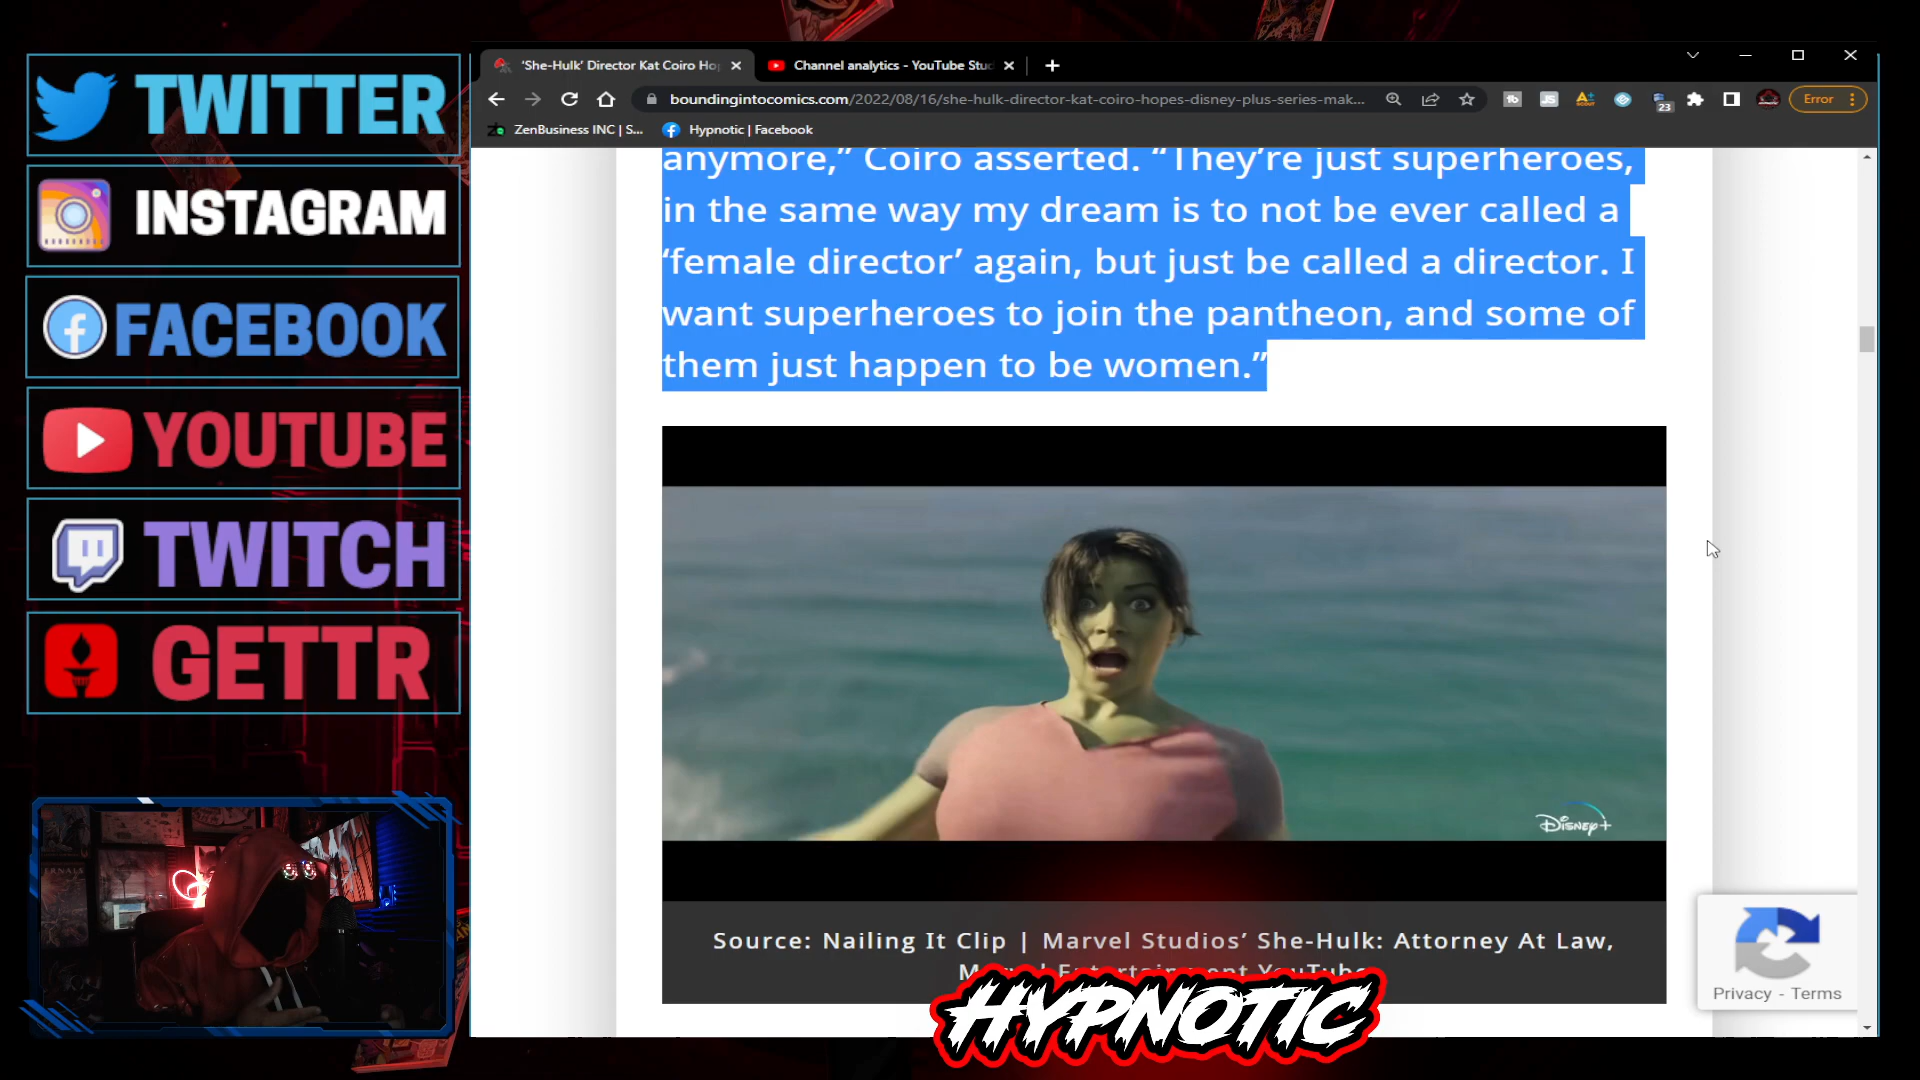 TWITTER
INSTAGRAM
FACEBOOK
YOUTUBE
TWITCH
GETTR
'She-Hulk' Director Kat Coiro Ho
Channel analytics - YouTube Stu
boundingintocomics.com/2022/08/16/she-hulk-director-kat-coiro-hopes-disney-plus-series-mak...
23
Error
ZenBusiness INC | S...
Hypnotic | Facebook
anymore,” Coiro asserted. “They’re just superheroes,
in the same way my dream is to not be ever called a
‘female director’ again, but just be called a director. I
want superheroes to join the pantheon, and some of
them just happen to be women.”
Disney+
Source: Nailing It Clip | Marvel Studios’ She-Hulk: Attorney At Law,
Marvel Entertainment YouTube
HYPNOTIC
Privacy - Terms